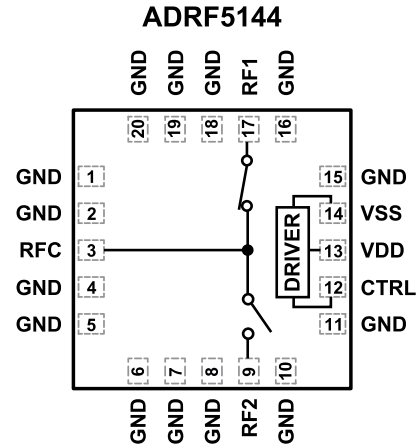 ADRF5144
GND GND GND RF1 GND
20 19 18 17 16
GND 1
GND 2
RFC 3
GND 4
GND 5
15 GND
14 VSS
13 VDD
12 CTRL
11 GND
DRIVER
6 7 8 9 10
GND GND GND RF2 GND